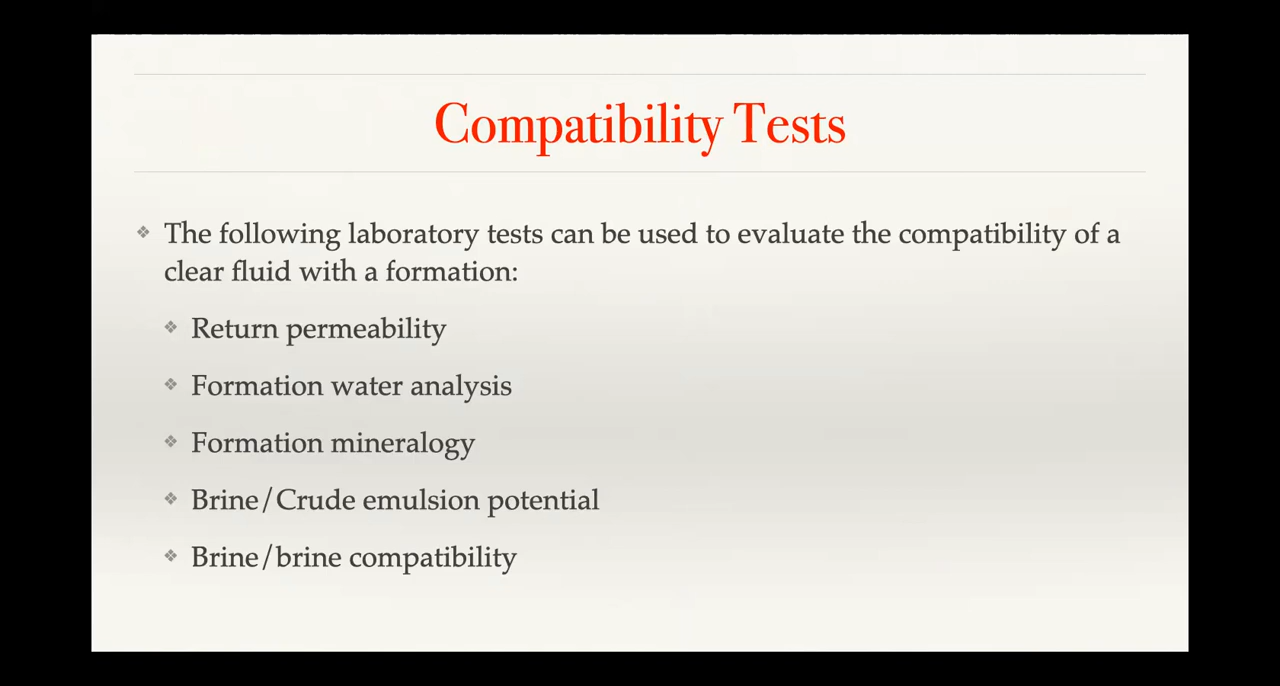 Compatibility Tests
The following laboratory tests can be used to evaluate the compatibility of a
clear fluid with a formation:
Return permeability
Formation water analysis
Formation mineralogy
Brine/Crude emulsion potential
Brine/brine compatibility